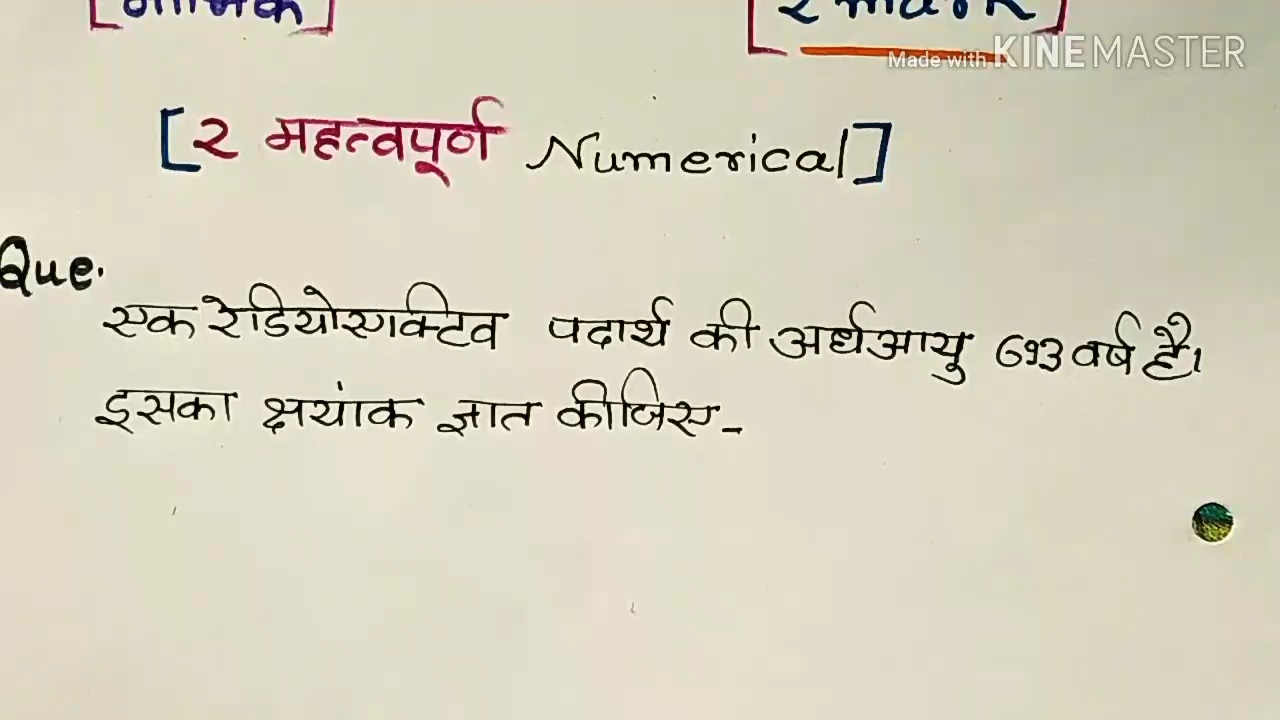 Made with KINEMASTER
[2 महत्वपूर्ण Numerical]
Que.
एक रेडियोएक्टिव पदार्थ की अर्धआयु 693 वर्ष है।
इसका क्षयांक ज्ञात कीजिए-